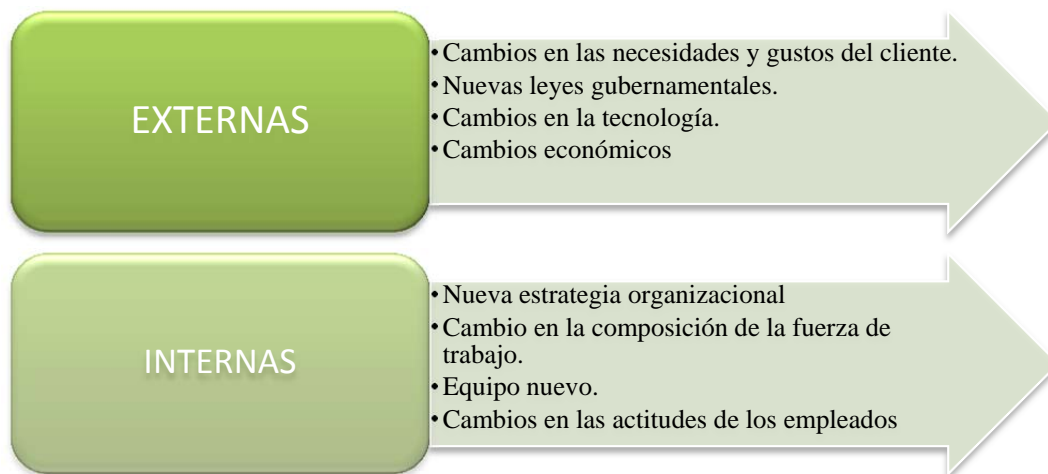 EXTERNAS
•Cambios en las necesidades y gustos del cliente.
•Nuevas leyes gubernamentales.
•Cambios en la tecnología.
•Cambios económicos
INTERNAS
•Nueva estrategia organizacional
•Cambio en la composición de la fuerza de
trabajo.
•Equipo nuevo.
•Cambios en las actitudes de los empleados